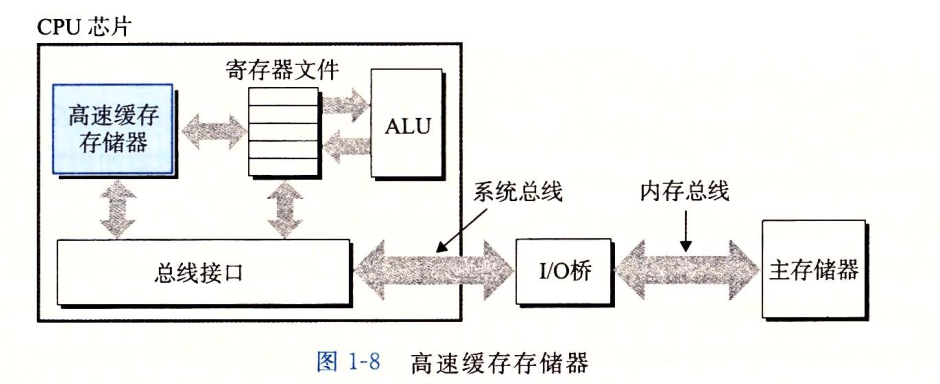 CPU 芯片
寄存器文件
高速缓存
存储器
ALU
系统总线
内存总线
总线接口
I/O桥
主存储器
图 1-8 高速缓存存储器